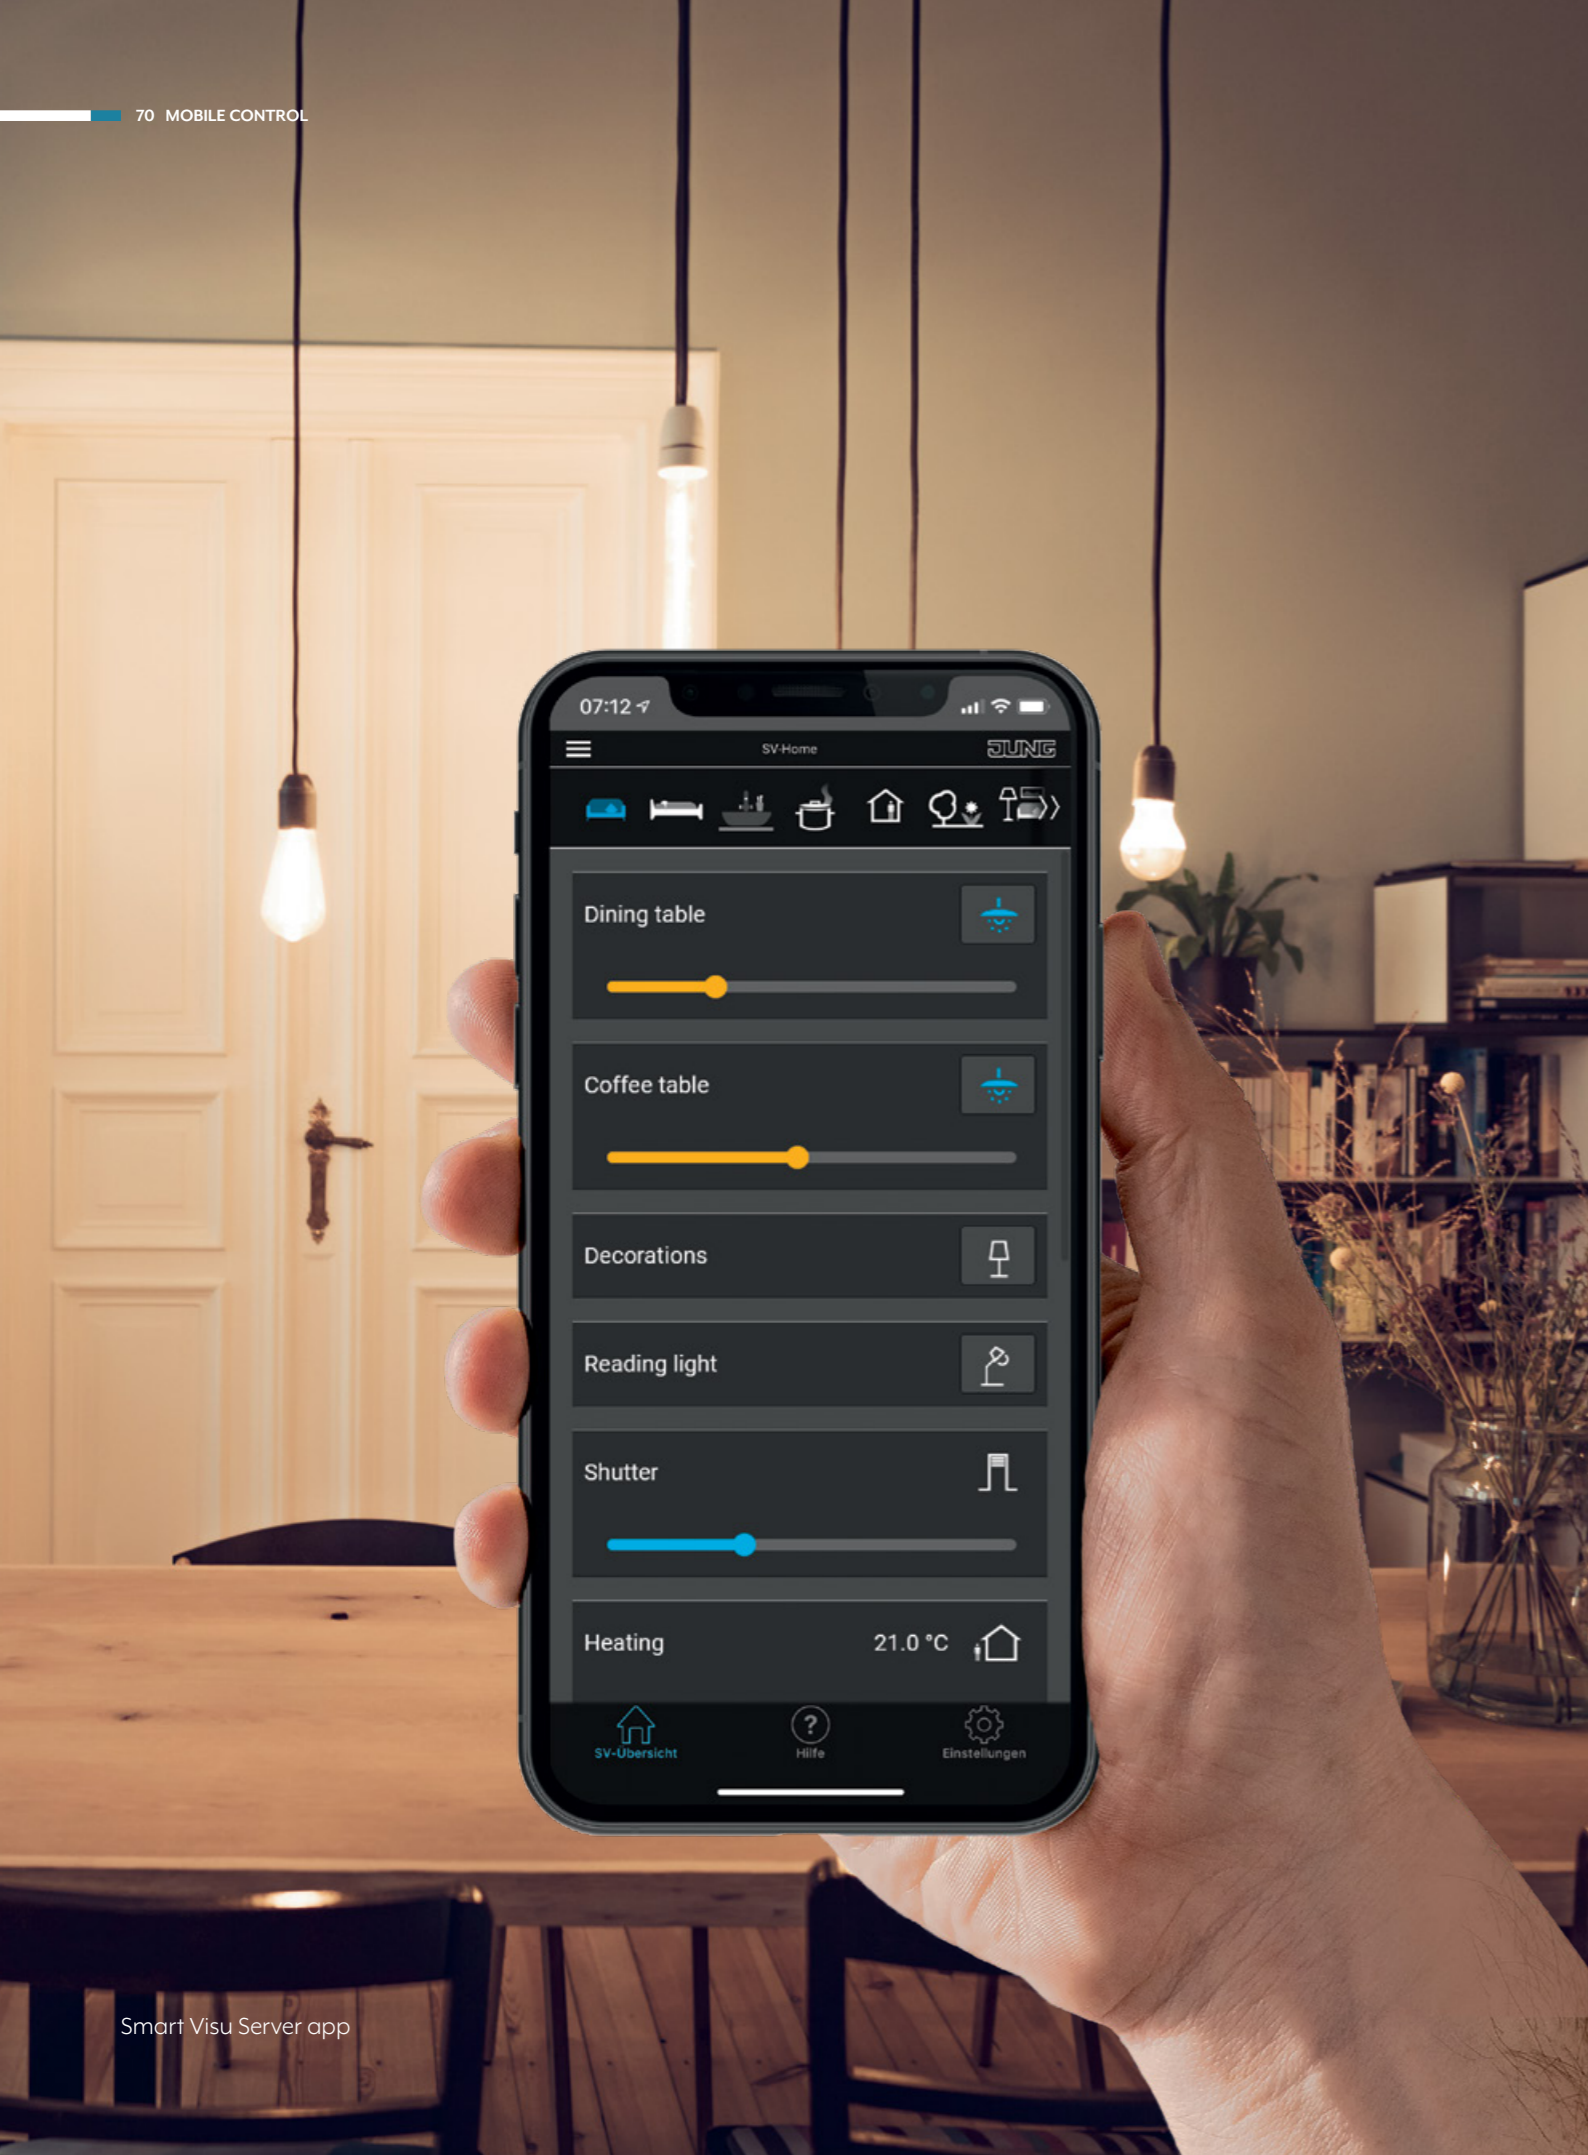 70 MOBILE CONTROL
07:12
SV-Home
JUNG
Dining table
Coffee table
Decorations
Reading light
Shutter
Heating
21.0 °C
SV-Übersicht
?
Hilfe
Einstellungen
Smart Visu Server app